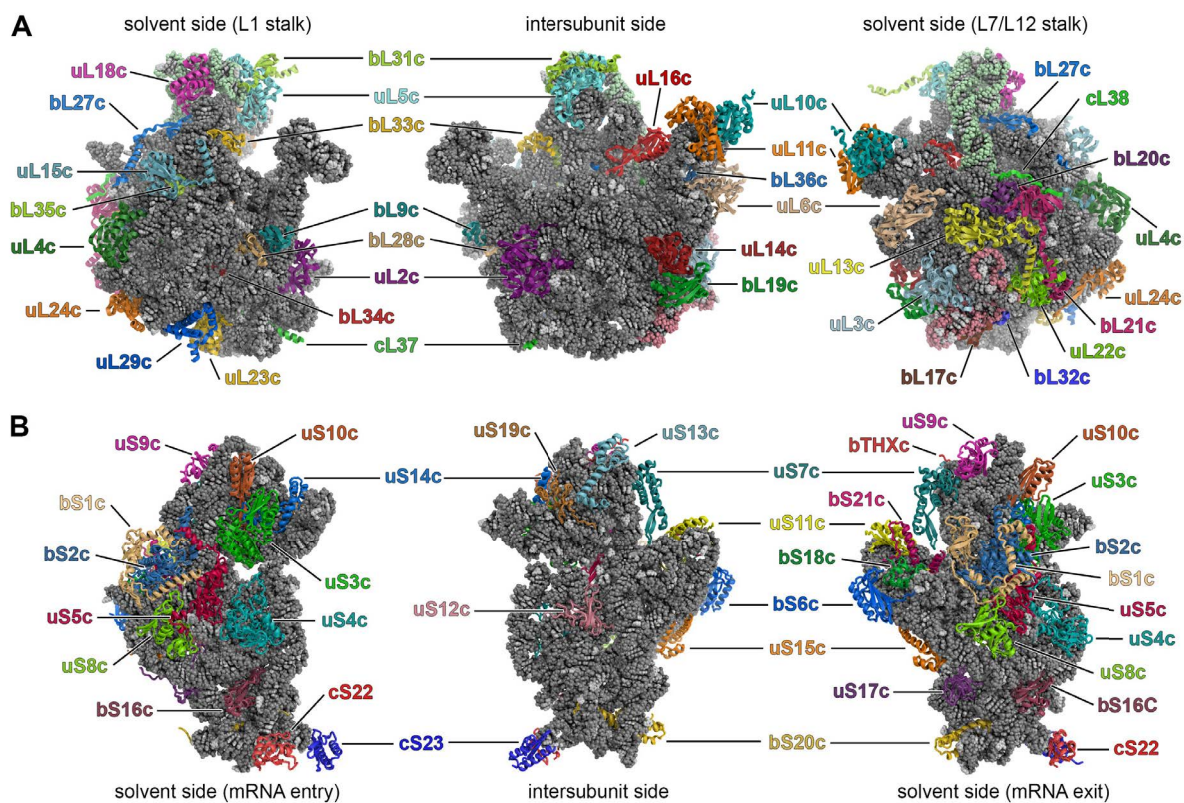 A
solvent side (L1 stalk)
intersubunit side
solvent side (L7/L12 stalk)
uL18c
bL27c
uL15c
bL35c
uL4c
uL24c
uL29c
uL23c
bL31c
uL5c
bL33c
bL9c
bL28c
uL2c
bL34c
cL37
uL16c
uL10c
uL11c
bL36c
uL6c
uL14c
bL19c
bL27c
cL38
bL20c
uL4c
uL13c
uL3c
uL24c
bL21c
uL22c
bL17c
bL32c
B
uS9c
uS10c
bS1c
bS2c
uS3c
uS5c
uS4c
uS8c
bS16c
cS22
uS14c
uS19c
uS13c
uS12c
cS23
uS7c
uS11c
bS6c
uS15c
bS20c
uS9c
bTHXc
uS10c
uS3c
bS21c
bS18c
bS2c
bS1c
uS5c
uS4c
uS8c
uS17c
bS16C
cS22
solvent side (mRNA entry)
intersubunit side
solvent side (mRNA exit)